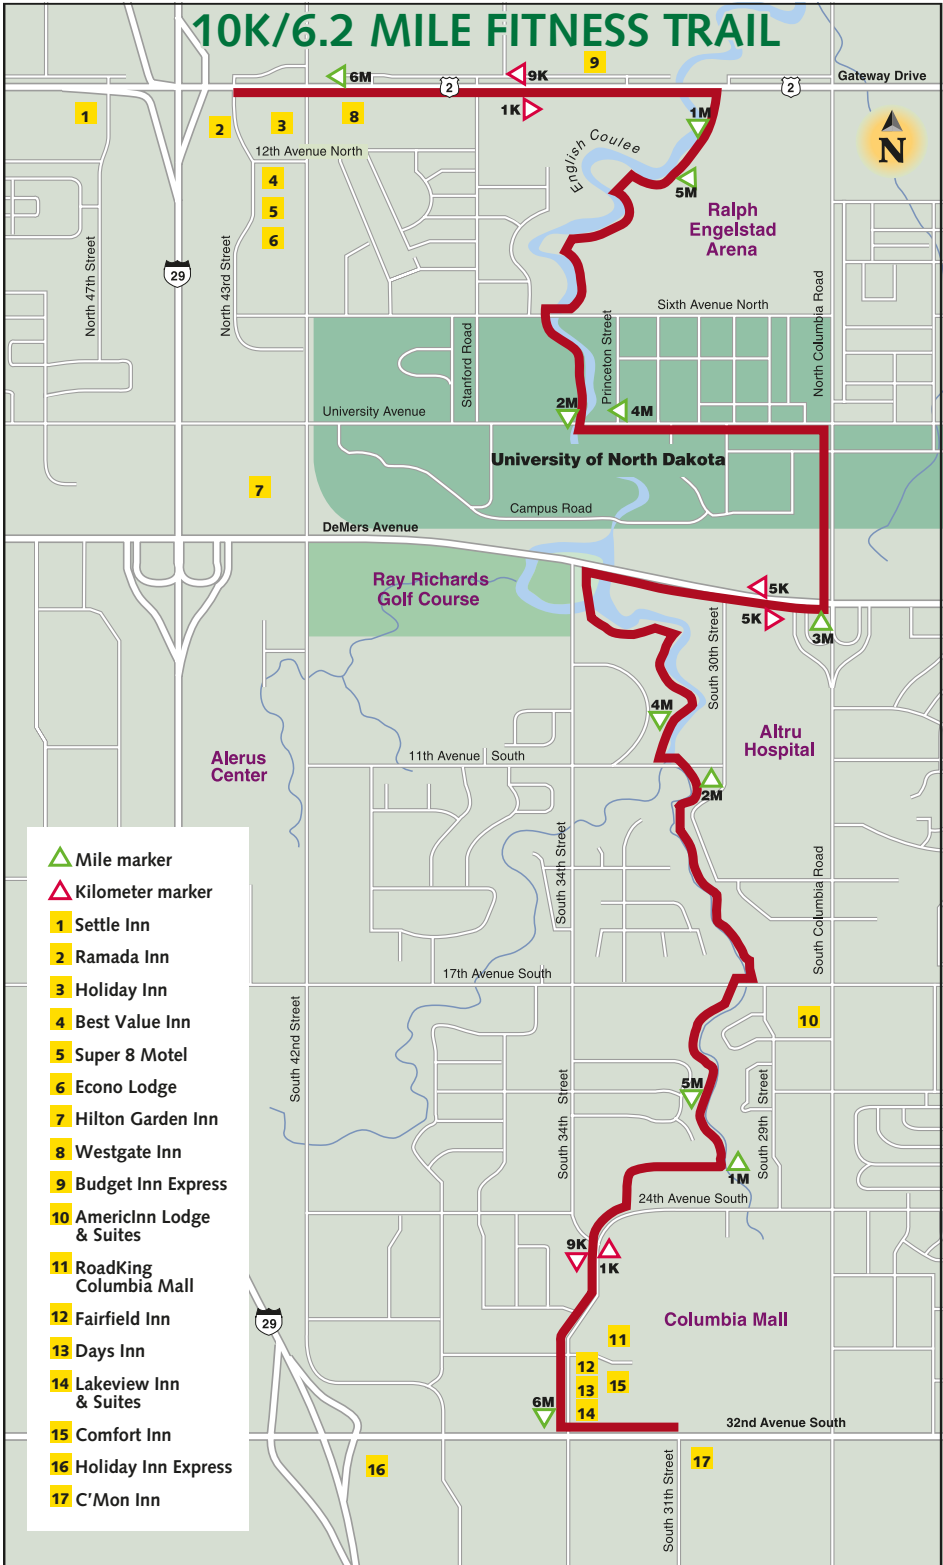 10K/6.2 MILE FITNESS TRAIL
6M
9K
9
Gateway Drive
2
2
1K
1
2
3
8
1M
12th Avenue North
English Coulee
N
4
5
6
5M
Ralph
Engelstad
Arena
29
North 47th Street
North 43rd Street
Sixth Avenue North
Stanford Road
Princeton Street
North Columbia Road
University Avenue
2M
4M
University of North Dakota
7
Campus Road
DeMers Avenue
Ray Richards
Golf Course
5K
5K
3M
South 30th Street
4M
Altru
Hospital
Alerus
Center
11th Avenue South
2M
South 34th Street
South Columbia Road
17th Avenue South
South 42nd Street
10
5M
South 34th Street
South 29th Street
1M
24th Avenue South
9K
1K
29
Columbia Mall
11
12
13
15
14
6M
32nd Avenue South
16
17
South 31th Street
Mile marker
Kilometer marker
1 Settle Inn
2 Ramada Inn
3 Holiday Inn
4 Best Value Inn
5 Super 8 Motel
6 Econo Lodge
7 Hilton Garden Inn
8 Westgate Inn
9 Budget Inn Express
10 AmericInn Lodge
& Suites
11 RoadKing
Columbia Mall
12 Fairfield Inn
13 Days Inn
14 Lakeview Inn
& Suites
15 Comfort Inn
16 Holiday Inn Express
17 C'Mon Inn